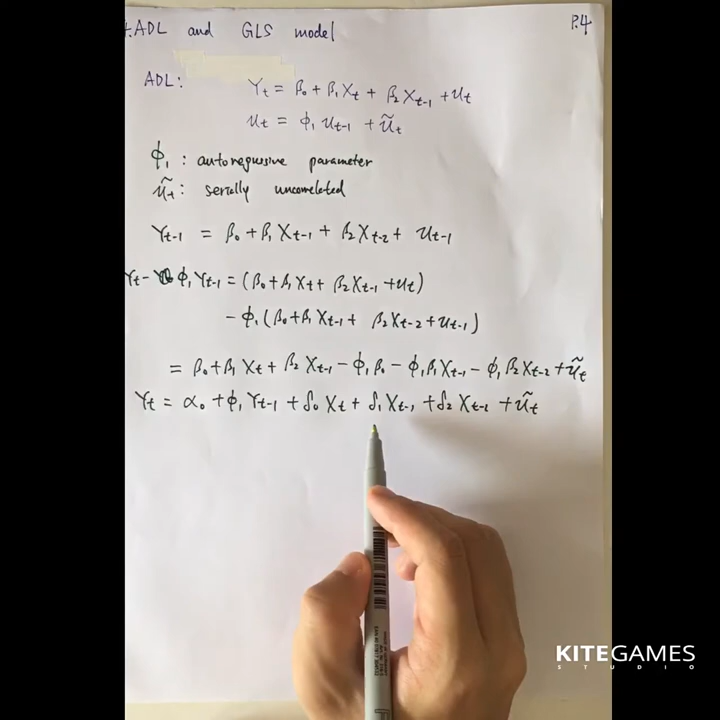 4.ADL and GLS model P.4
ADL: Yt = β0 + β1Xt + β2Xt-1 + ut
ut = ϕ1 ut-1 + ũt
ϕ1 : autoregressive parameter
ũt : serially uncorrelated
Yt-1 = β0 + β1Xt-1 + β2Xt-2 + ut-1
Yt - ϕ1Yt-1 = (β0 + β1Xt + β2Xt-1 + ut)
- ϕ1(β0 + β1Xt-1 + β2Xt-2 + ut-1)
= β0 + β1Xt + β2Xt-1 - ϕ1β0 - ϕ1β1Xt-1 - ϕ1β2Xt-2 + ũt
Yt = α0 + ϕ1Yt-1 + δ0Xt + δ1Xt-1 + δ2Xt-2 + ũt
KITEGAMES
STUDIO